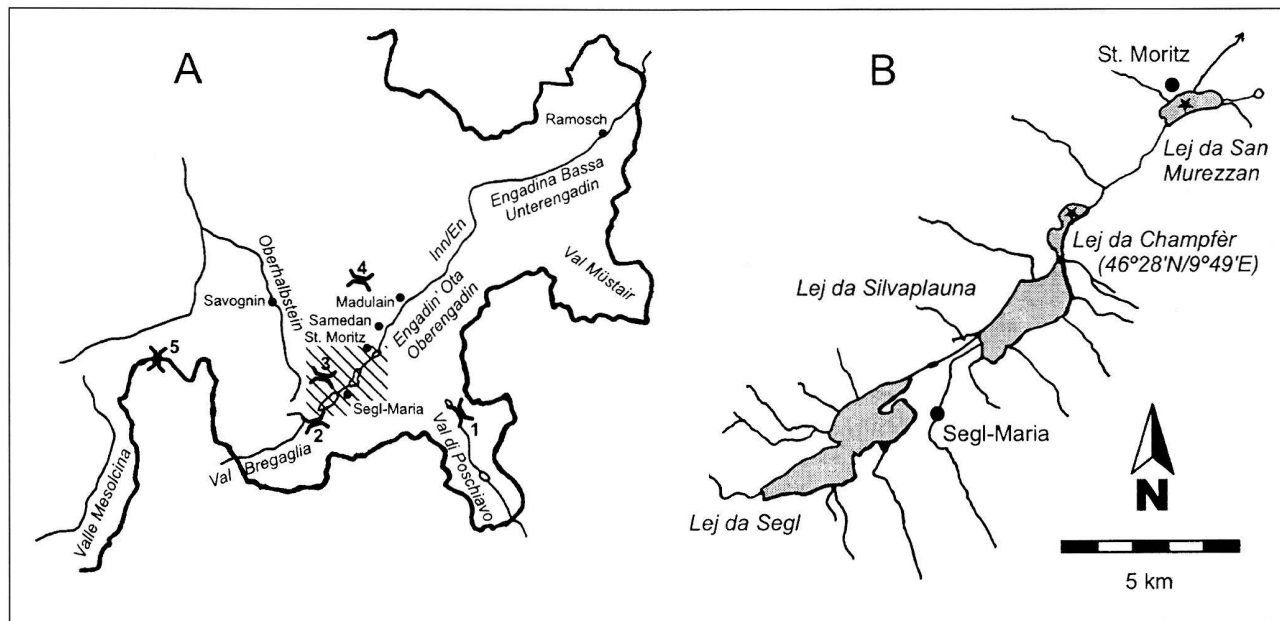 A
Ramosch
Engadina Bassa
Unterengadin
Inn/En
Oberhalbstein
4
Val Müstair
Savognin
Madulain
Samedan
Engadin' Ota
Oberengadin
St. Moritz
5
3
Segl-Maria
2
1
Val Bregaglia
Val di Poschiavo
Valle Mesolcina
B
St. Moritz
Lej da San
Murezzan
Lej da Champfèr
(46°28'N/9°49'E)
Lej da Silvaplauna
Segl-Maria
Lej da Segl
N
5 km